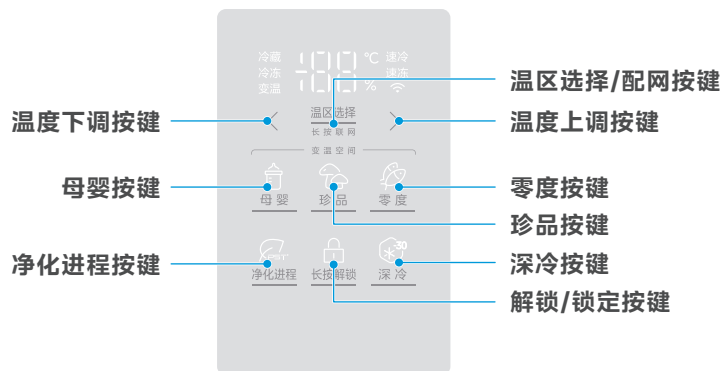 冷藏 188 ℃ 速冷
冷冻 速冻
变温 %
温区选择/配网按键
温度下调按键
温区选择
温度上调按键
长按联网
变温空间
母婴按键
零度按键
母婴 珍品 零度
珍品按键
净化进程按键
-30
深冷按键
净化进程 长按解锁 深冷
解锁/锁定按键